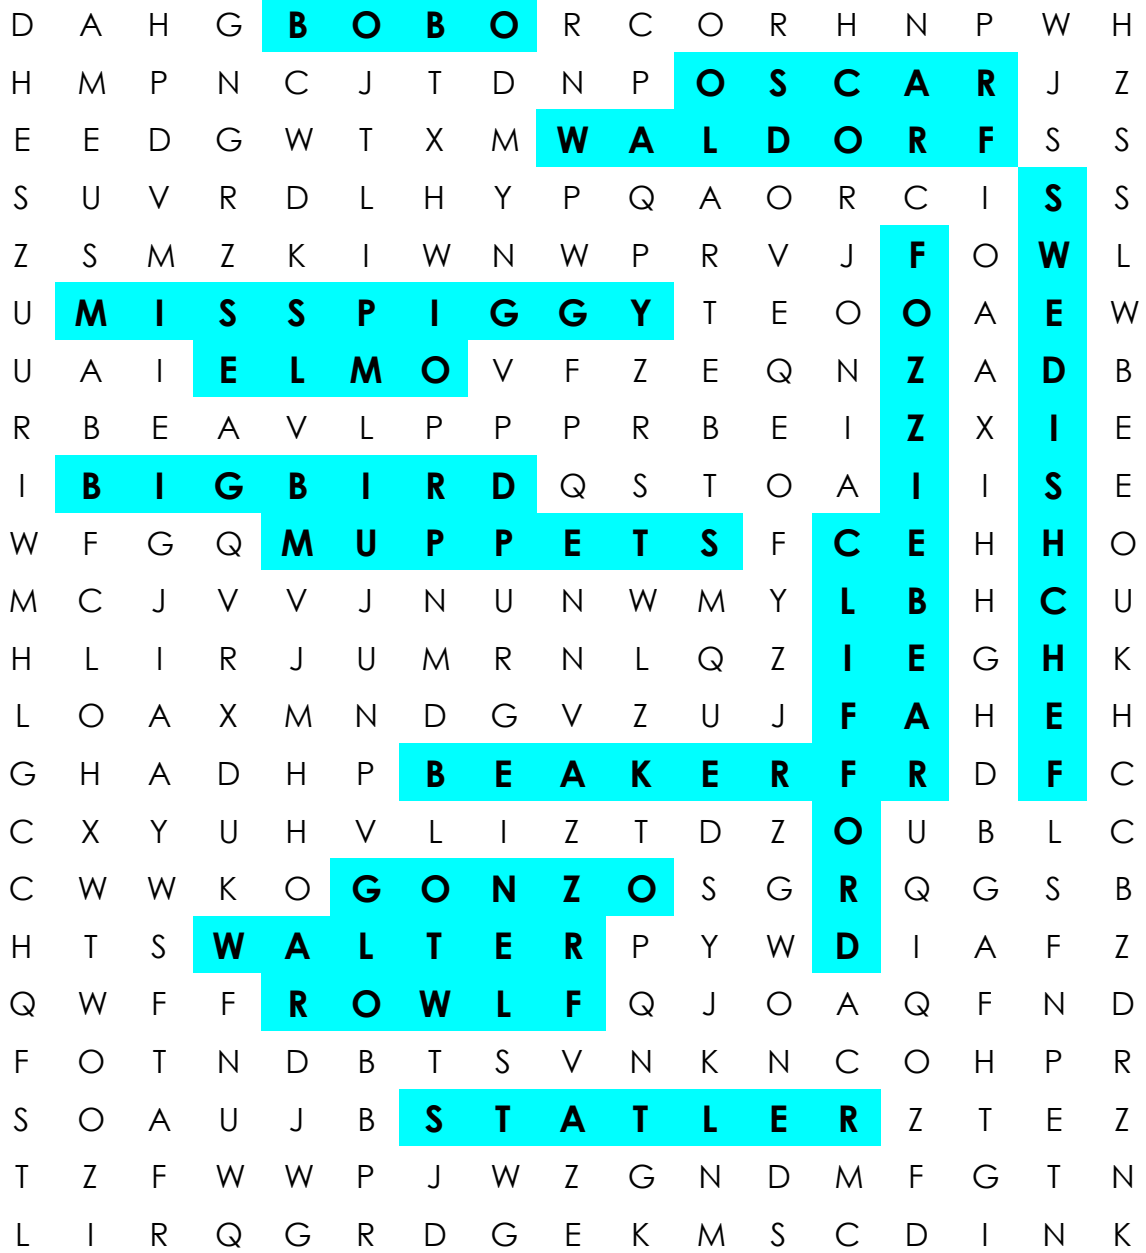 D A H G B O B O R C O R H N P W H
H M P N C J T D N P O S C A R J Z
E E D G W T X M W A L D O R F S S
S U V R D L H Y P Q A O R C I S S
Z S M Z K I W N W P R V J F O W L
U M I S S P I G G Y T E O O A E W
U A I E L M O V F Z E Q N Z A D B
R B E A V L P P P R B E I Z X I E
I B I G B I R D Q S T O A I I S E
W F G Q M U P P E T S F C E H H O
M C J V V J N U N W M Y L B H C U
H L I R J U M R N L Q Z I E G H K
L O A X M N D G V Z U J F A H E H
G H A D H P B E A K E R F R D F C
C X Y U H V L I Z T D Z O U B L C
C W W K O G O N Z O S G R Q G S B
H T S W A L T E R P Y W D I A F Z
Q W F F R O W L F Q J O A Q F N D
F O T N D B T S V N K N C O H P R
S O A U J B S T A T L E R Z T E Z
T Z F W W P J W Z G N D M F G T N
L I R Q G R D G E K M S C D I N K